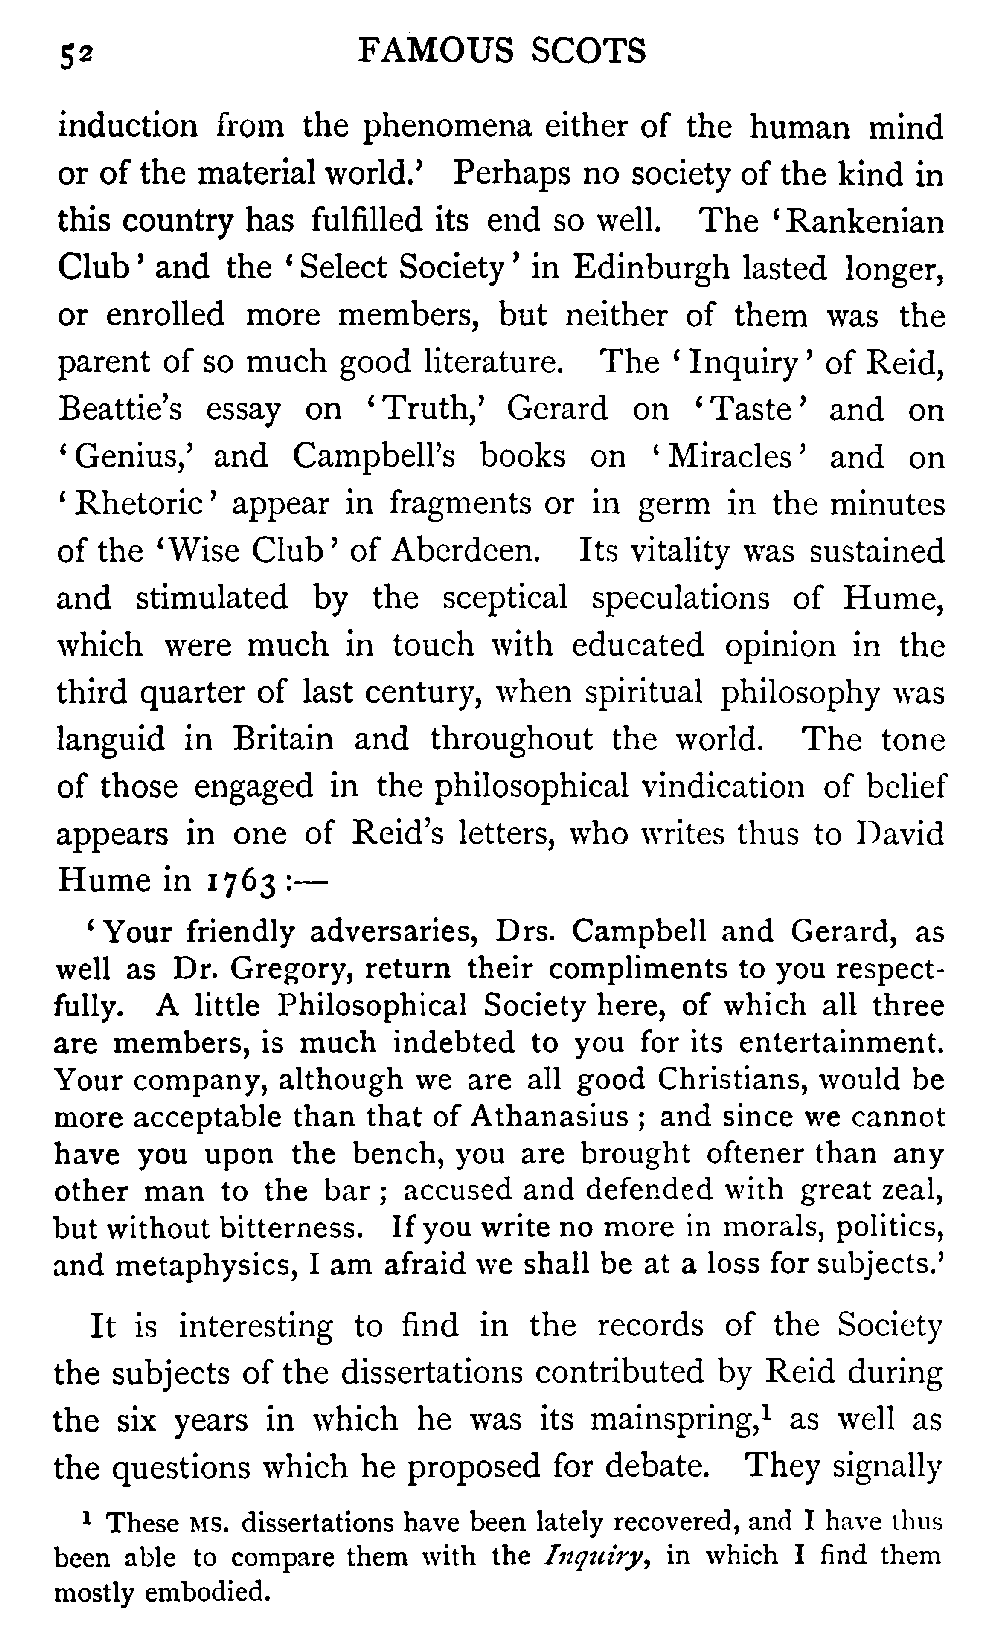 52 FAMOUS SCOTS
induction from the phenomena either of the human mind
or of the material world.’ Perhaps no society of the kind in
this country has fulfilled its end so well. The ‘Rankenian
Club’ and the ‘Select Society’ in Edinburgh lasted longer,
or enrolled more members, but neither of them was the
parent of so much good literature. The ‘Inquiry’ of Reid,
Beattie’s essay on ‘Truth,’ Gerard on ‘Taste’ and on
‘Genius,’ and Campbell’s books on ‘Miracles’ and on
‘Rhetoric’ appear in fragments or in germ in the minutes
of the ‘Wise Club’ of Aberdeen. Its vitality was sustained
and stimulated by the sceptical speculations of Hume,
which were much in touch with educated opinion in the
third quarter of last century, when spiritual philosophy was
languid in Britain and throughout the world. The tone
of those engaged in the philosophical vindication of belief
appears in one of Reid’s letters, who writes thus to David
Hume in 1763:—
‘Your friendly adversaries, Drs. Campbell and Gerard, as
well as Dr. Gregory, return their compliments to you respect-
fully. A little Philosophical Society here, of which all three
are members, is much indebted to you for its entertainment.
Your company, although we are all good Christians, would be
more acceptable than that of Athanasius; and since we cannot
have you upon the bench, you are brought oftener than any
other man to the bar; accused and defended with great zeal,
but without bitterness. If you write no more in morals, politics,
and metaphysics, I am afraid we shall be at a loss for subjects.’
It is interesting to find in the records of the Society
the subjects of the dissertations contributed by Reid during
the six years in which he was its mainspring,¹ as well as
the questions which he proposed for debate. They signally
¹ These MS. dissertations have been lately recovered, and I have thus
been able to compare them with the Inquiry, in which I find them
mostly embodied.